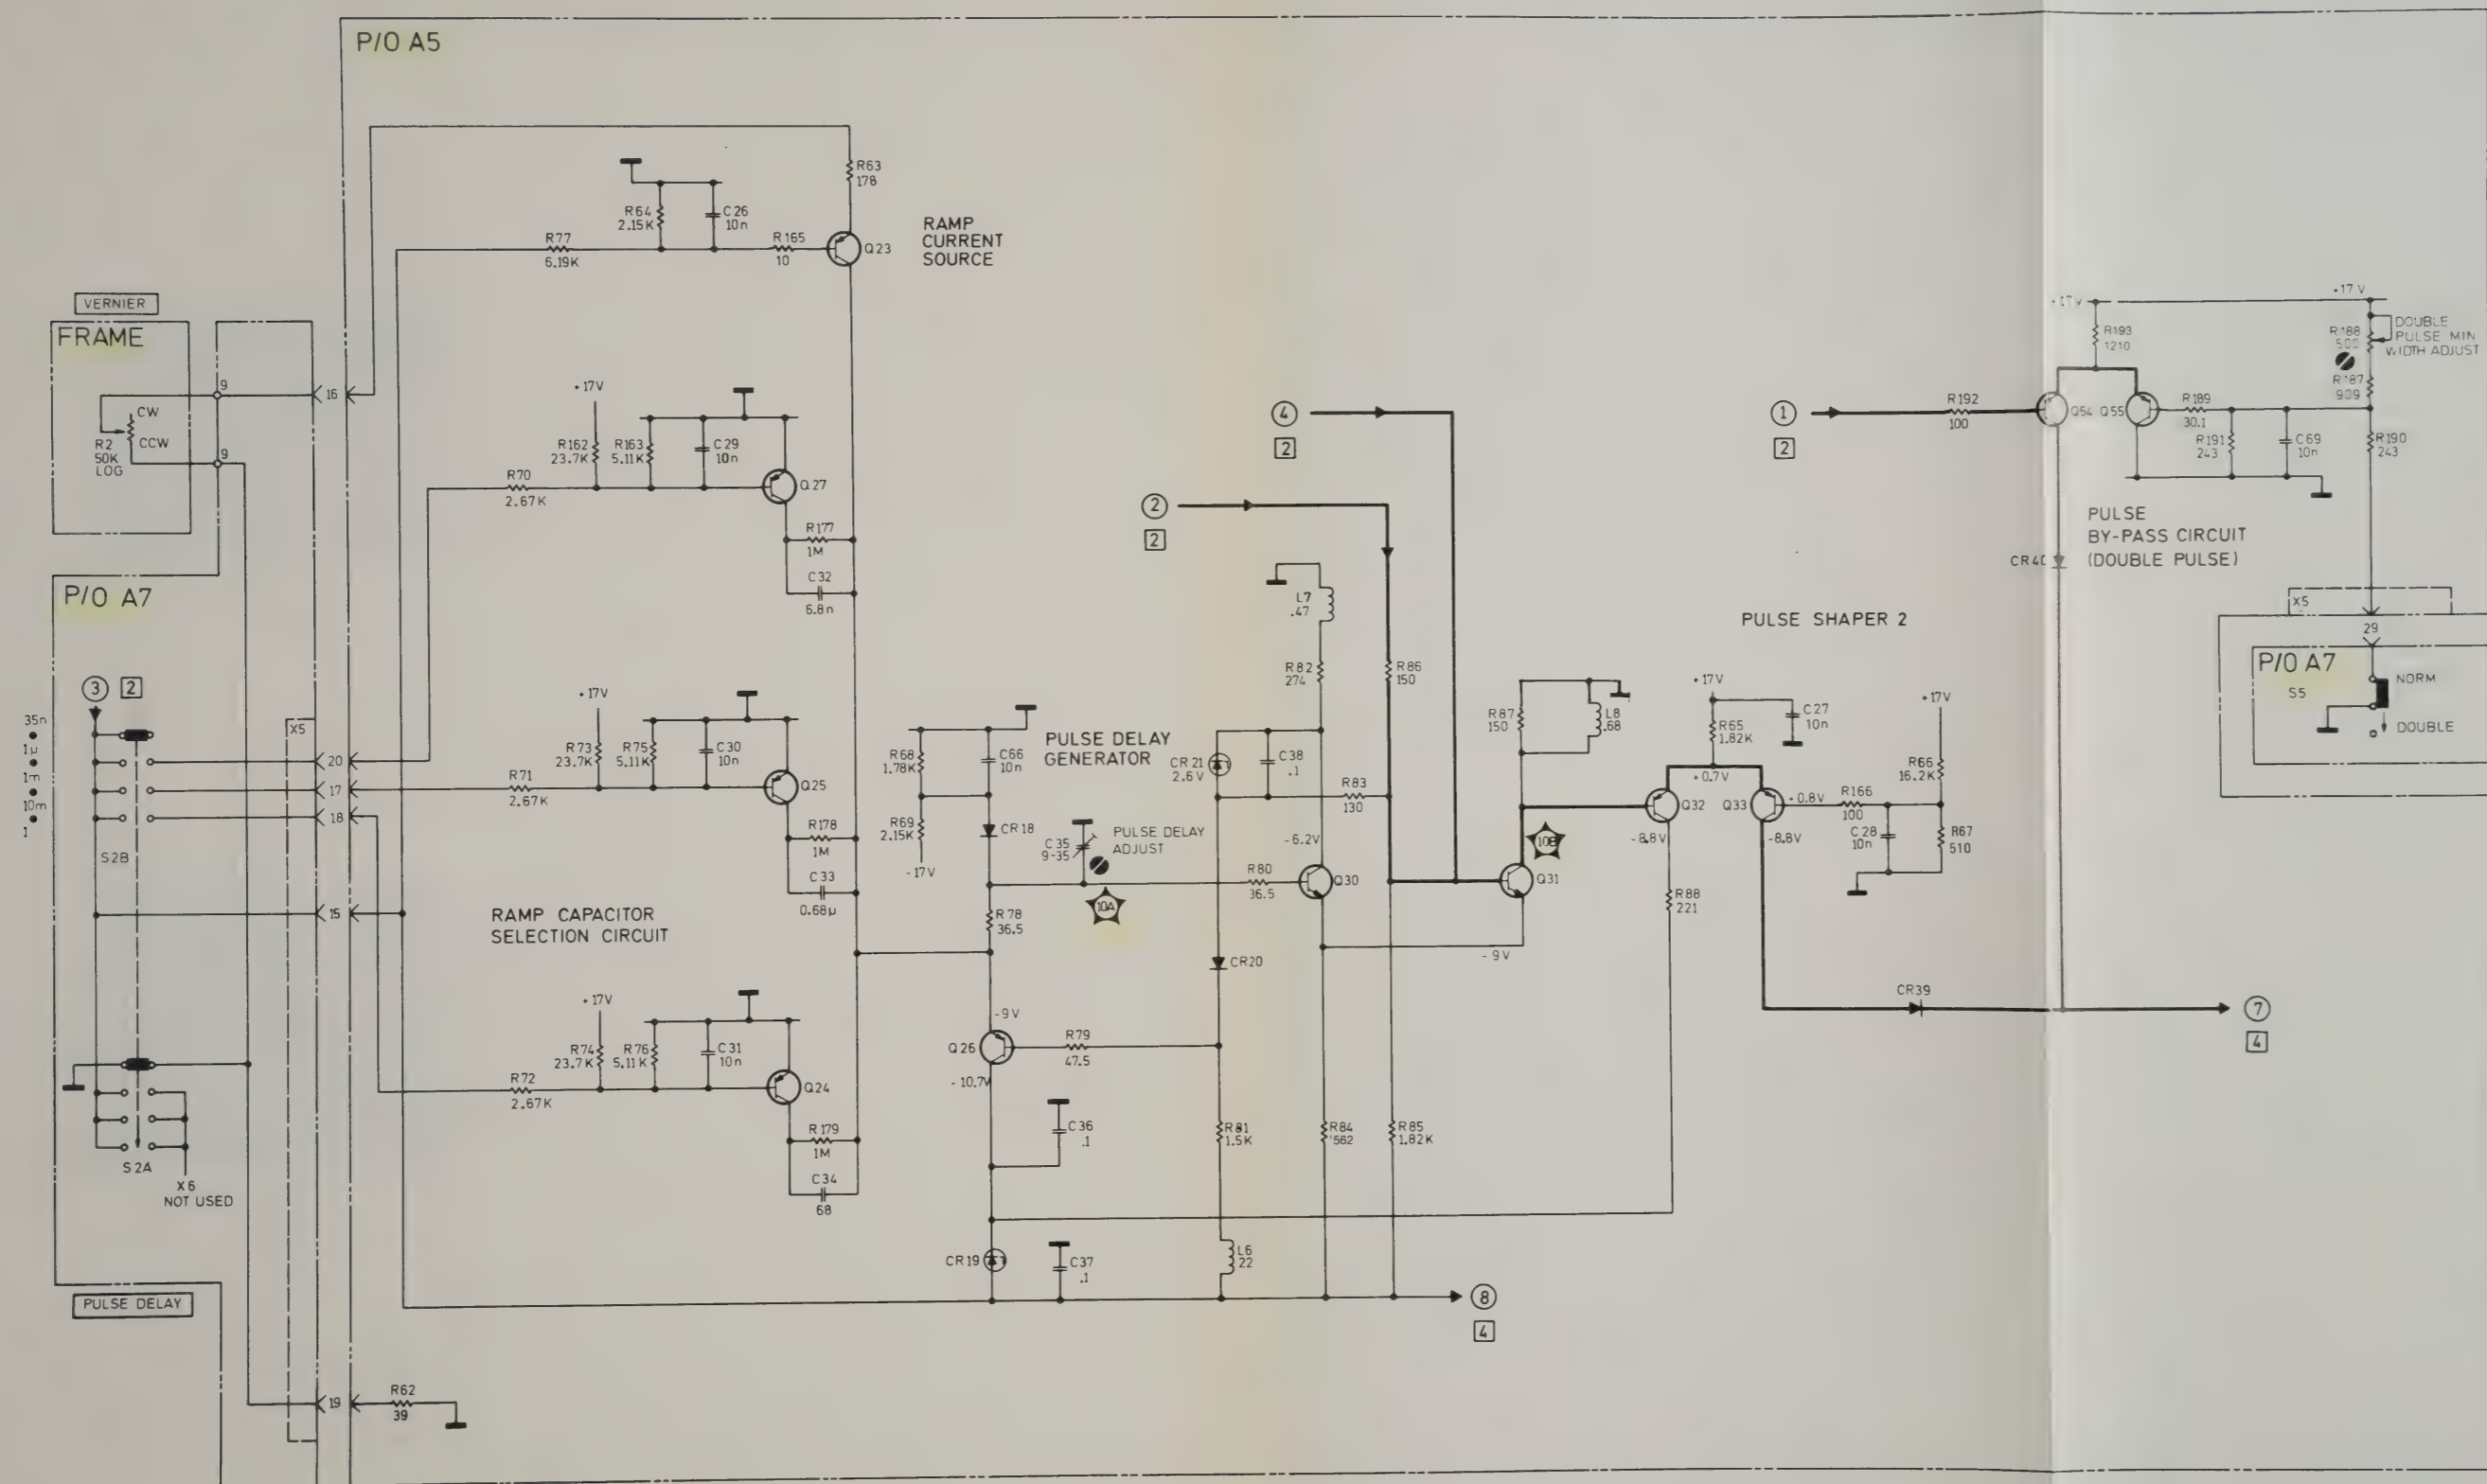 P/O A5
R63
178
R64
2.15K
C26
10n
R77
6.19K
R165
10
Q23
RAMP
CURRENT
SOURCE
VERNIER
FRAME
9
16
CW
CCW
R2
50K
LOG
9
+17V
R162
23.7K
R163
5.11K
C29
10n
R70
2.67K
Q27
R177
1M
C32
6.8n
4
2
2
2
1
2
R192
100
Q54
Q55
+17V
R193
1210
+17V
R188
500
DOUBLE
PULSE MIN
WIDTH ADJUST
R187
909
R189
30.1
R191
243
C69
10n
R190
243
PULSE
BY-PASS CIRCUIT
(DOUBLE PULSE)
CR40
X5
29
P/O A7
S5
NORM
DOUBLE
P/O A7
3
2
35n
1µ
1m
10m
1
X5
20
17
18
S2B
15
+17V
R73
23.7K
R75
5.11K
C30
10n
R71
2.67K
Q25
R178
1M
C33
0.68µ
RAMP CAPACITOR
SELECTION CIRCUIT
R68
1.78K
C66
10n
R69
2.15K
-17V
CR18
PULSE DELAY
GENERATOR
C35
9-35
PULSE DELAY
ADJUST
10A
R78
36.5
L7
.47
R82
274
CR21
2.6V
C38
.1
R83
130
R86
150
-6.2V
R80
36.5
Q30
CR20
R87
150
L8
.68
10B
Q31
-9V
PULSE SHAPER 2
+17V
R65
1.82K
C27
10n
+0.7V
Q32
Q33
-8.8V
-8.8V
+0.8V
R166
100
C28
10n
+17V
R66
16.2K
R67
510
R88
221
CR39
7
4
+17V
R74
23.7K
R76
5.11K
C31
10n
R72
2.67K
Q24
R179
1M
C34
68
-9V
Q26
-10.7V
R79
47.5
C36
.1
R81
1.5K
R84
562
R85
1.82K
CR19
C37
.1
L6
22
8
4
S2A
X6
NOT USED
PULSE DELAY
19
R62
39